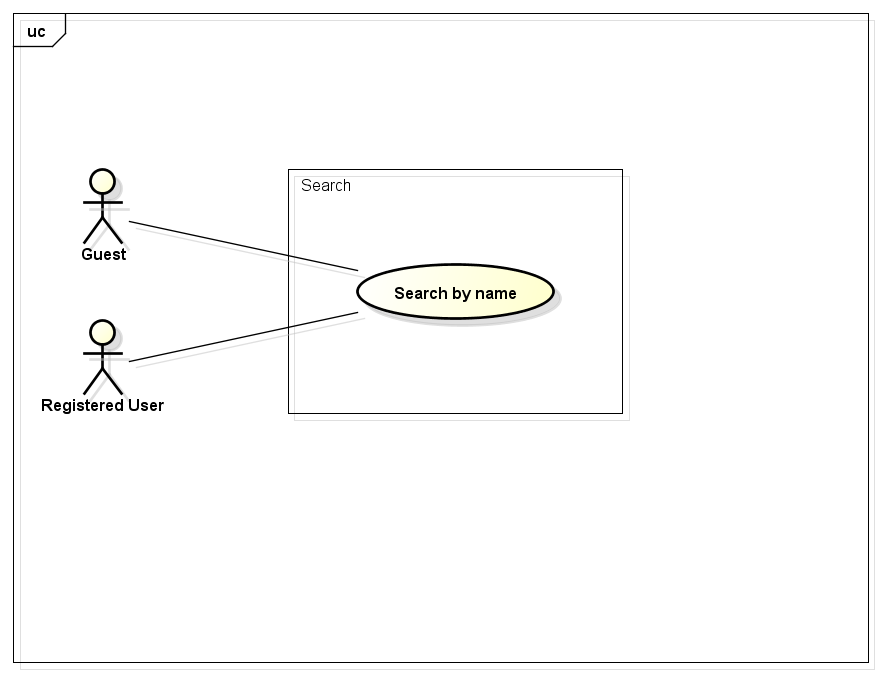 uc
Search
Guest
Search by name
Registered User